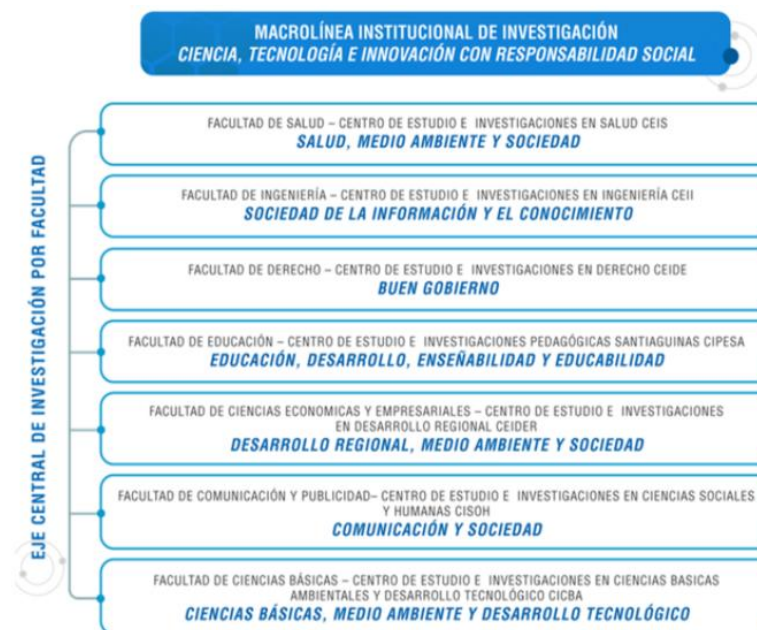 MACROLÍNEA INSTITUCIONAL DE INVESTIGACIÓN
CIENCIA, TECNOLOGÍA E INNOVACIÓN CON RESPONSABILIDAD SOCIAL
EJE CENTRAL DE INVESTIGACIÓN POR FACULTAD
FACULTAD DE SALUD – CENTRO DE ESTUDIO E INVESTIGACIONES EN SALUD CEIS
SALUD, MEDIO AMBIENTE Y SOCIEDAD
FACULTAD DE INGENIERÍA – CENTRO DE ESTUDIO E INVESTIGACIONES EN INGENIERÍA CEII
SOCIEDAD DE LA INFORMACIÓN Y EL CONOCIMIENTO
FACULTAD DE DERECHO – CENTRO DE ESTUDIO E INVESTIGACIONES EN DERECHO CEIDE
BUEN GOBIERNO
FACULTAD DE EDUCACIÓN – CENTRO DE ESTUDIO E INVESTIGACIONES PEDAGÓGICAS SANTIAGUINAS CIPESA
EDUCACIÓN, DESARROLLO, ENSEÑABILIDAD Y EDUCABILIDAD
FACULTAD DE CIENCIAS ECONOMICAS Y EMPRESARIALES – CENTRO DE ESTUDIO E INVESTIGACIONES
EN DESARROLLO REGIONAL CEIDER
DESARROLLO REGIONAL, MEDIO AMBIENTE Y SOCIEDAD
FACULTAD DE COMUNICACIÓN Y PUBLICIDAD– CENTRO DE ESTUDIO E INVESTIGACIONES EN CIENCIAS SOCIALES
Y HUMANAS CISOH
COMUNICACIÓN Y SOCIEDAD
FACULTAD DE CIENCIAS BÁSICAS – CENTRO DE ESTUDIO E INVESTIGACIONES EN CIENCIAS BASICAS
AMBIENTALES Y DESARROLLO TECNOLÓGICO CICBA
CIENCIAS BÁSICAS, MEDIO AMBIENTE Y DESARROLLO TECNOLÓGICO